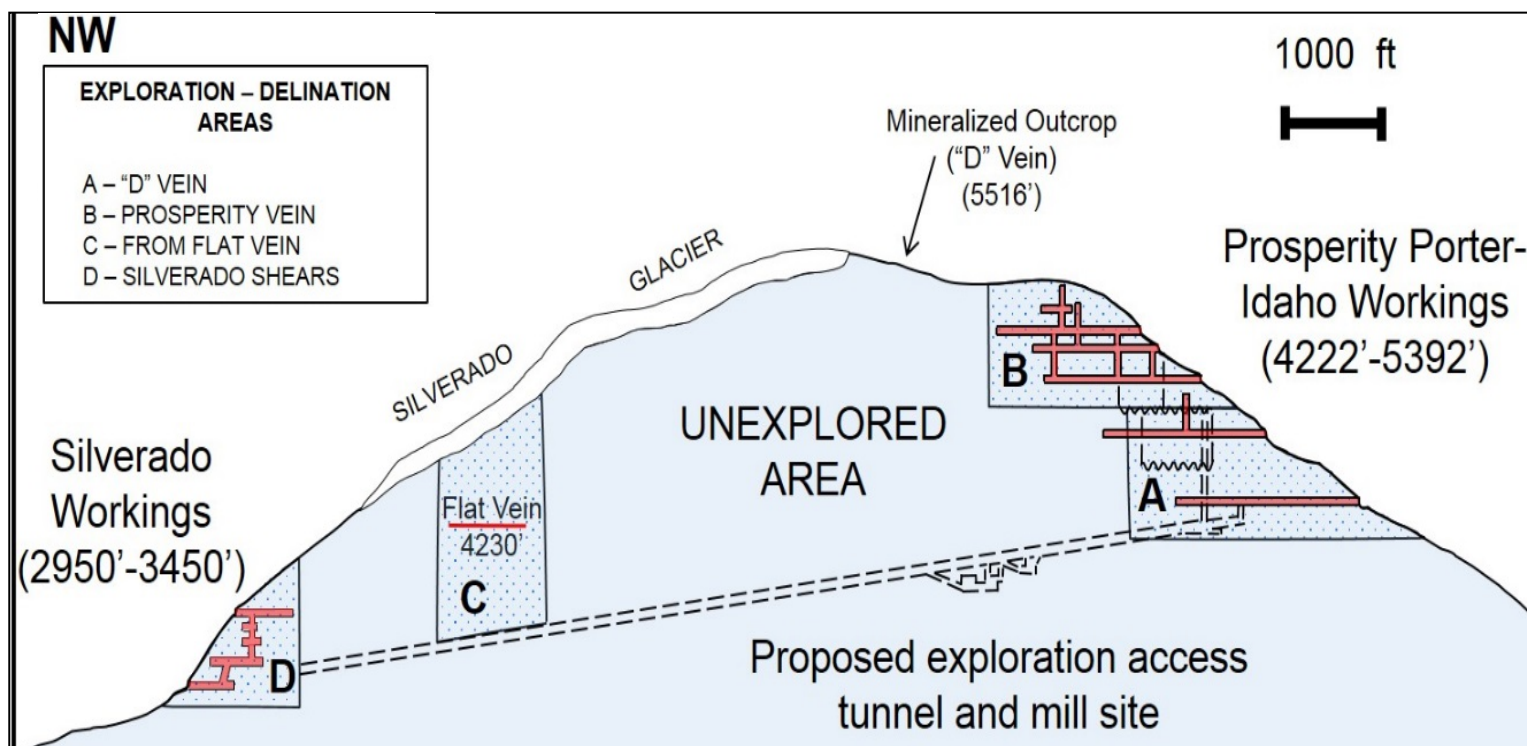 NW
EXPLORATION – DELINATION
AREAS
A – “D” VEIN
B – PROSPERITY VEIN
C – FROM FLAT VEIN
D – SILVERADO SHEARS
1000 ft
Mineralized Outcrop
(“D” Vein)
(5516’)
GLACIER
SILVERADO
Prosperity Porter-
Idaho Workings
(4222’-5392’)
B
UNEXPLORED
AREA
Silverado
Workings
(2950’-3450’)
Flat Vein
4230’
A
C
D
Proposed exploration access
tunnel and mill site